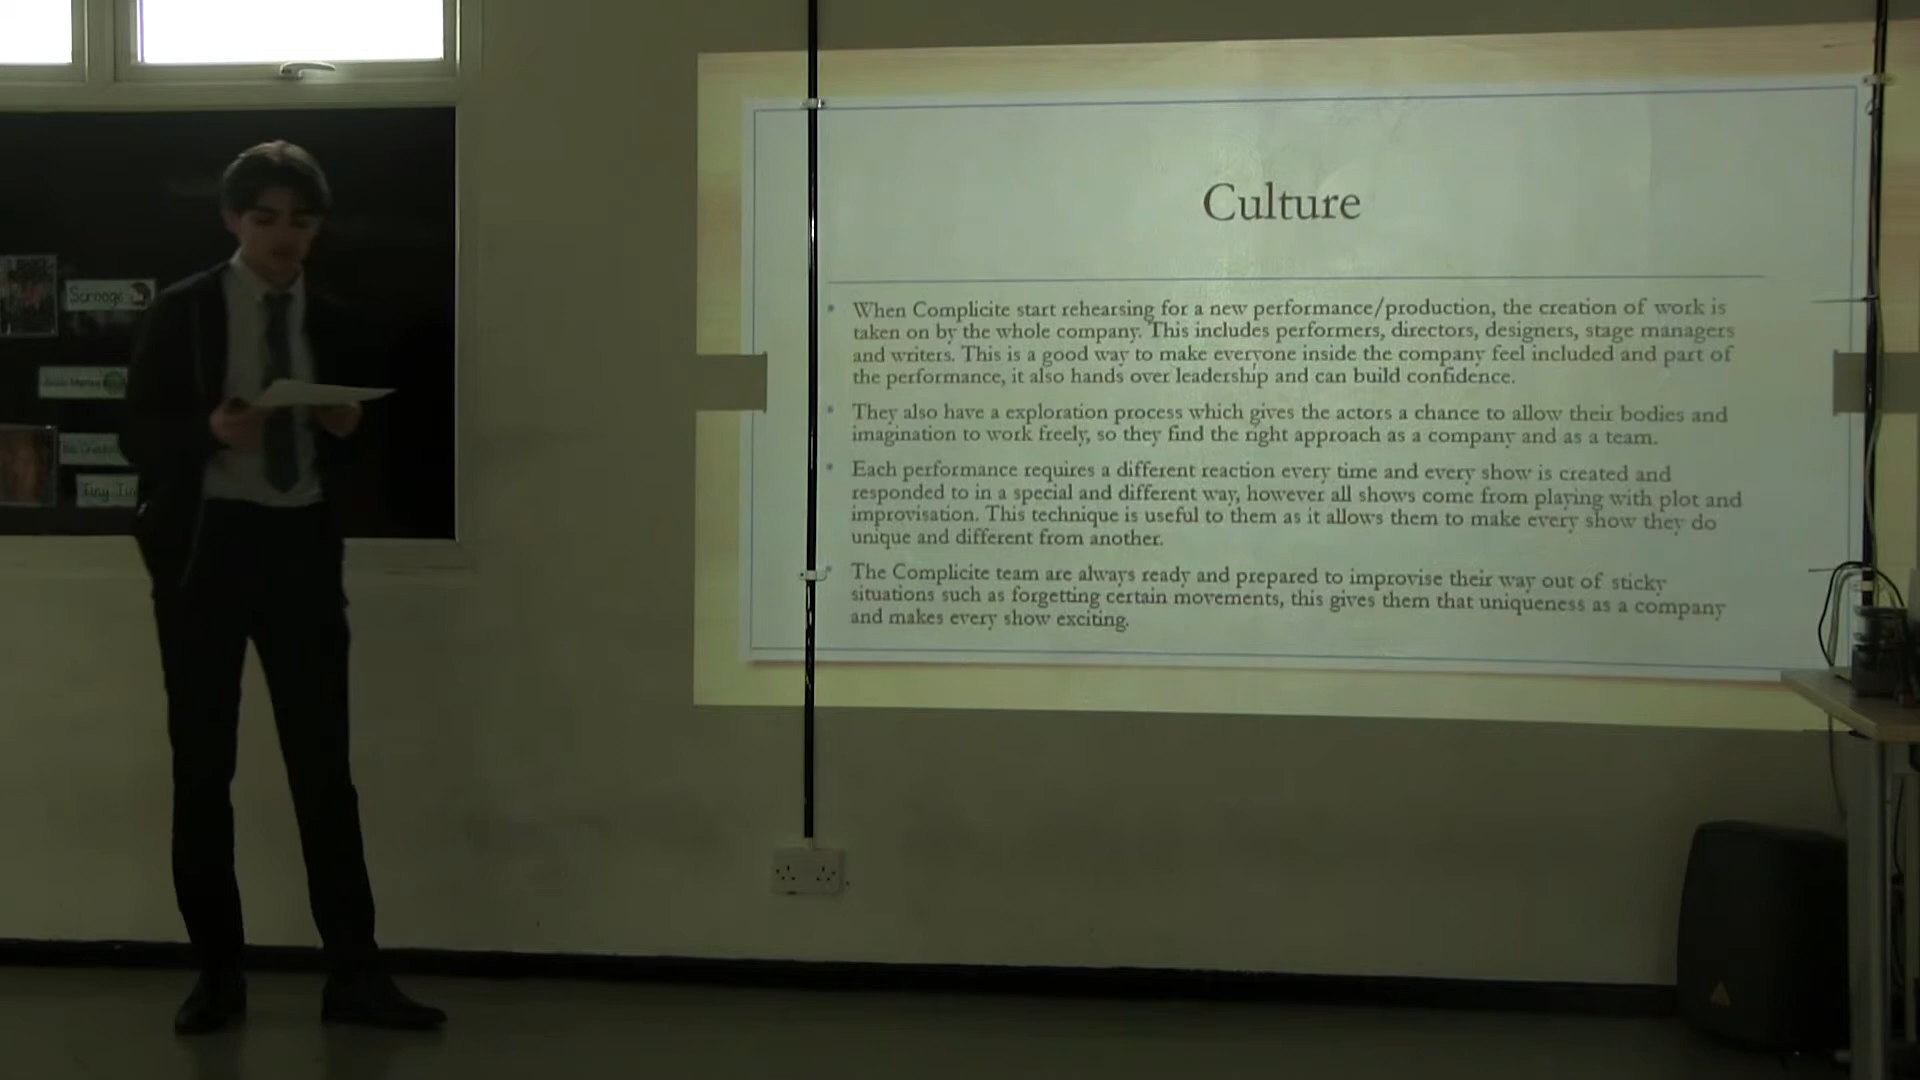 Culture
When Complicite start rehearsing for a new performance/production, the creation of work is
taken on by the whole company. This includes performers, directors, designers, stage managers
and writers. This is a good way to make everyone inside the company feel included and part of
the performance, it also hands over leadership and can build confidence.
They also have a exploration process which gives the actors a chance to allow their bodies and
imagination to work freely, so they find the right approach as a company and as a team.
Each performance requires a different reaction every time and every show is created and
responded to in a special and different way, however all shows come from playing with plot and
improvisation. This technique is useful to them as it allows them to make every show they do
unique and different from another.
The Complicite team are always ready and prepared to improvise their way out of sticky
situations such as forgetting certain movements, this gives them that uniqueness as a company
and makes every show exciting.
Scrooge
Tiny